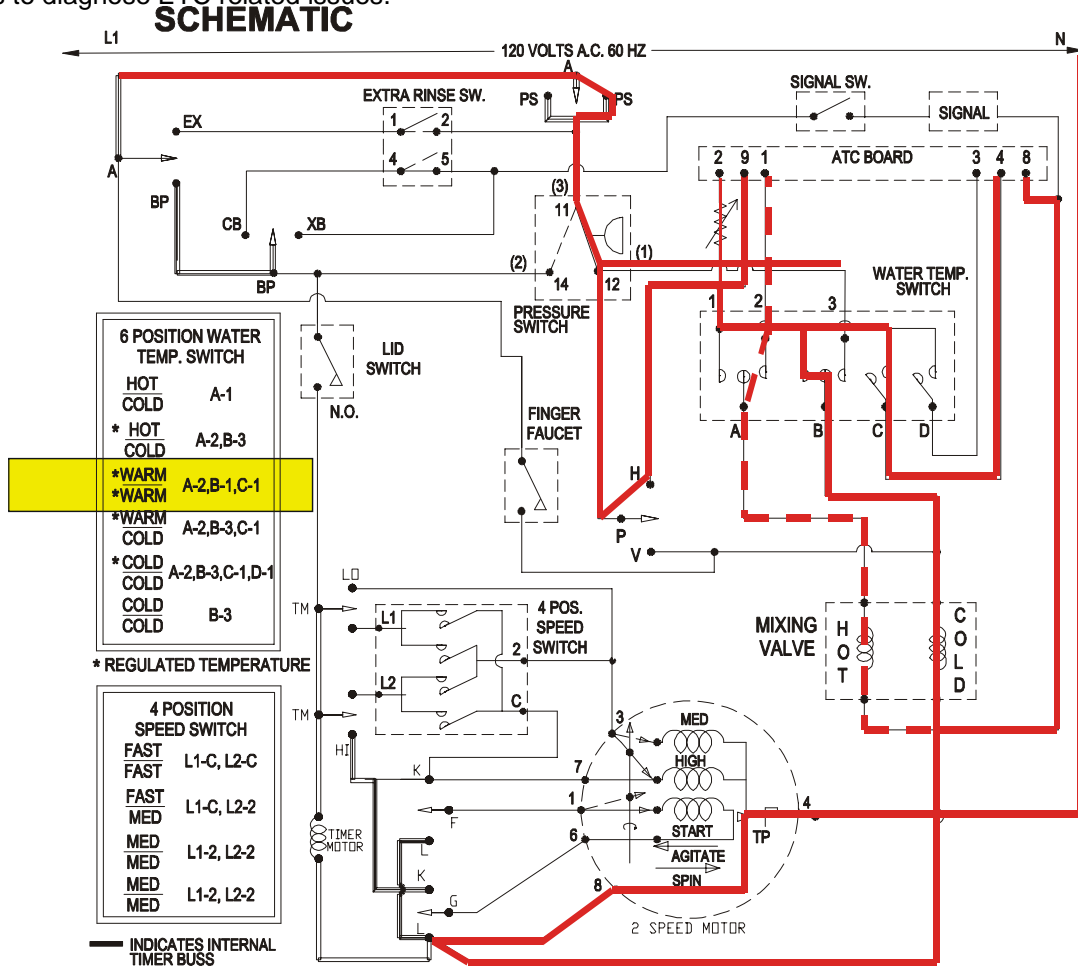 s to diagnose ETC related issues.
SCHEMATIC
L1
120 VOLTS A.C. 60 HZ
N
A
PS
PS
EXTRA RINSE SW.
SIGNAL SW.
SIGNAL
EX
1 2
4 5
A
BP
CB
XB
BP
ATC BOARD
2 9 1 3 4 8
(3)
11
(2)
14
12
(1)
PRESSURE
SWITCH
WATER TEMP.
SWITCH
1 2 3
A B C D
6 POSITION WATER
TEMP. SWITCH
HOT
COLD
A-1
* HOT
COLD
A-2,B-3
*WARM
*WARM
A-2,B-1,C-1
*WARM
COLD
A-2,B-3,C-1
* COLD
COLD
A-2,B-3,C-1,D-1
COLD
COLD
B-3
* REGULATED TEMPERATURE
LID
SWITCH
N.O.
FINGER
FAUCET
H
P
V
LO
TM
TM
HI
L1
L2
2
C
4 POS.
SPEED
SWITCH
MIXING
VALVE
HOT
COLD
4 POSITION
SPEED SWITCH
FAST
FAST
L1-C, L2-C
FAST
MED
L1-C, L2-2
MED
MED
L1-2, L2-2
MED
MED
L1-2, L2-2
INDICATES INTERNAL
TIMER BUSS
TIMER
MOTOR
K
F
L
K
G
L
3
7
1
6
8
4
MED
HIGH
START
TP
AGITATE
SPIN
2 SPEED MOTOR